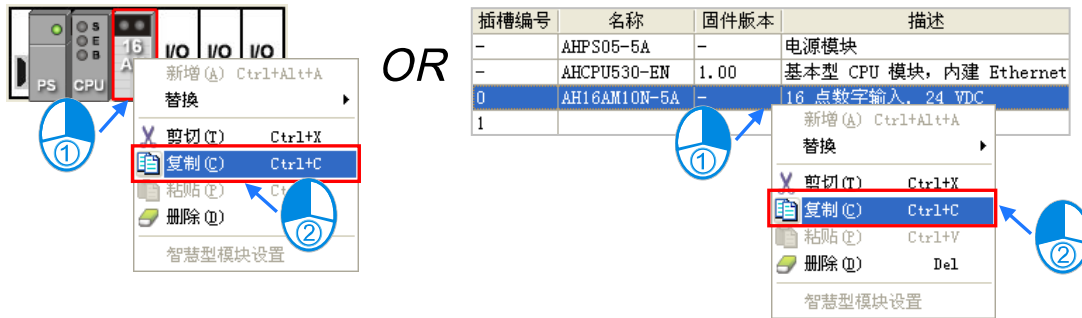 PS
CPU
S
E
B
16
I/O I/O I/O
新增(A) Ctrl+Alt+A
替换
剪切(T) Ctrl+X
复制(C) Ctrl+C
粘贴(P)
删除(D)
智慧型模块设置
①
②
OR
插槽编号 名称 固件版本 描述
- AHPS05-5A - 电源模块
- AHCPU530-EN 1.00 基本型 CPU 模块，内建 Ethernet
0 AH16AM10N-5A - 16 点数字输入. 24 VDC
1
新增(A) Ctrl+Alt+A
替换
剪切(T) Ctrl+X
复制(C) Ctrl+C
粘贴(P) Ctrl+V
删除(D) Del
智慧型模块设置
①
②